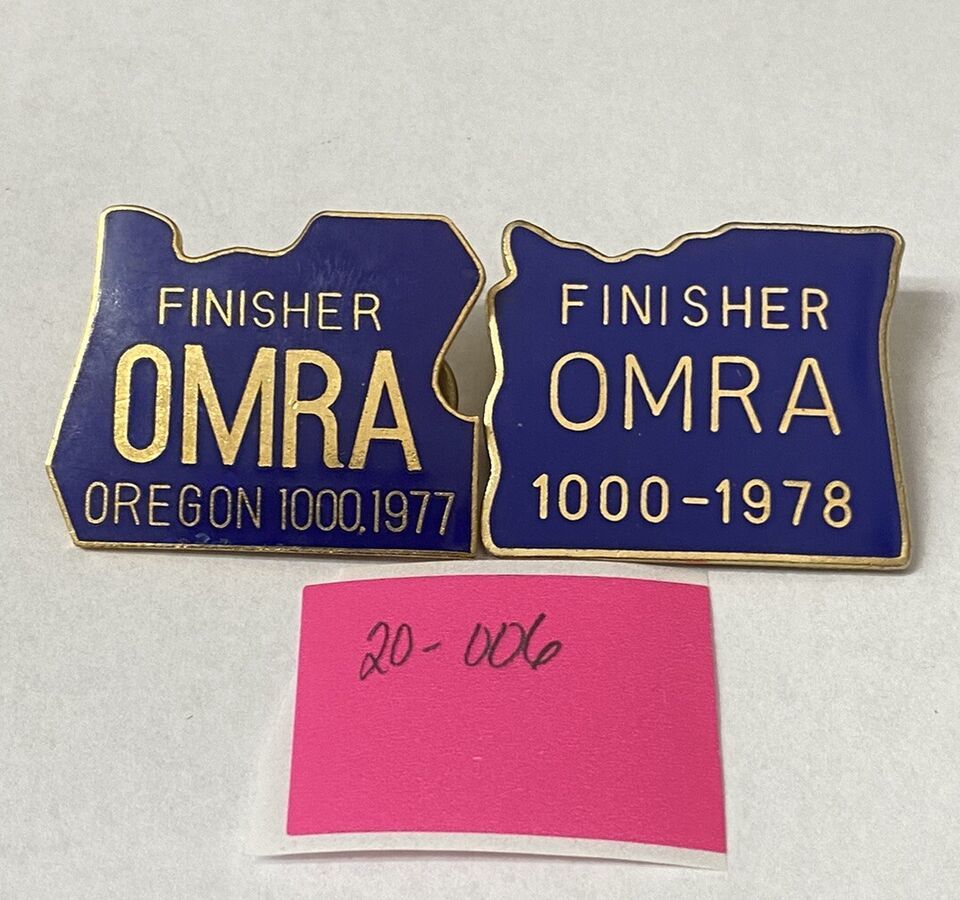 FINISHER
OMRA
OREGON 1000,1977
FINISHER
OMRA
1000-1978
20-006